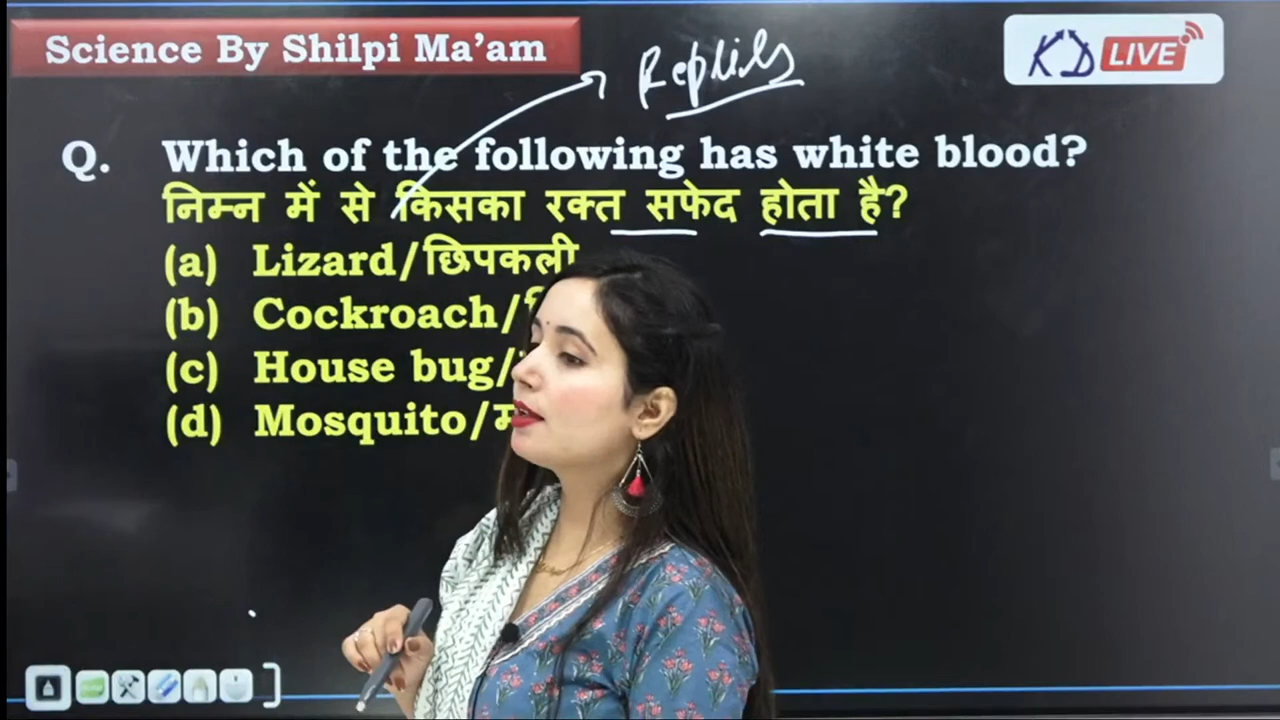 Science By Shilpi Ma'am
KD LIVE
Reptiles
Q. Which of the following has white blood?
निम्न में से किसका रक्त सफेद होता है?
(a) Lizard/छिपकली
(b) Cockroach/
(c) House bug/
(d) Mosquito/